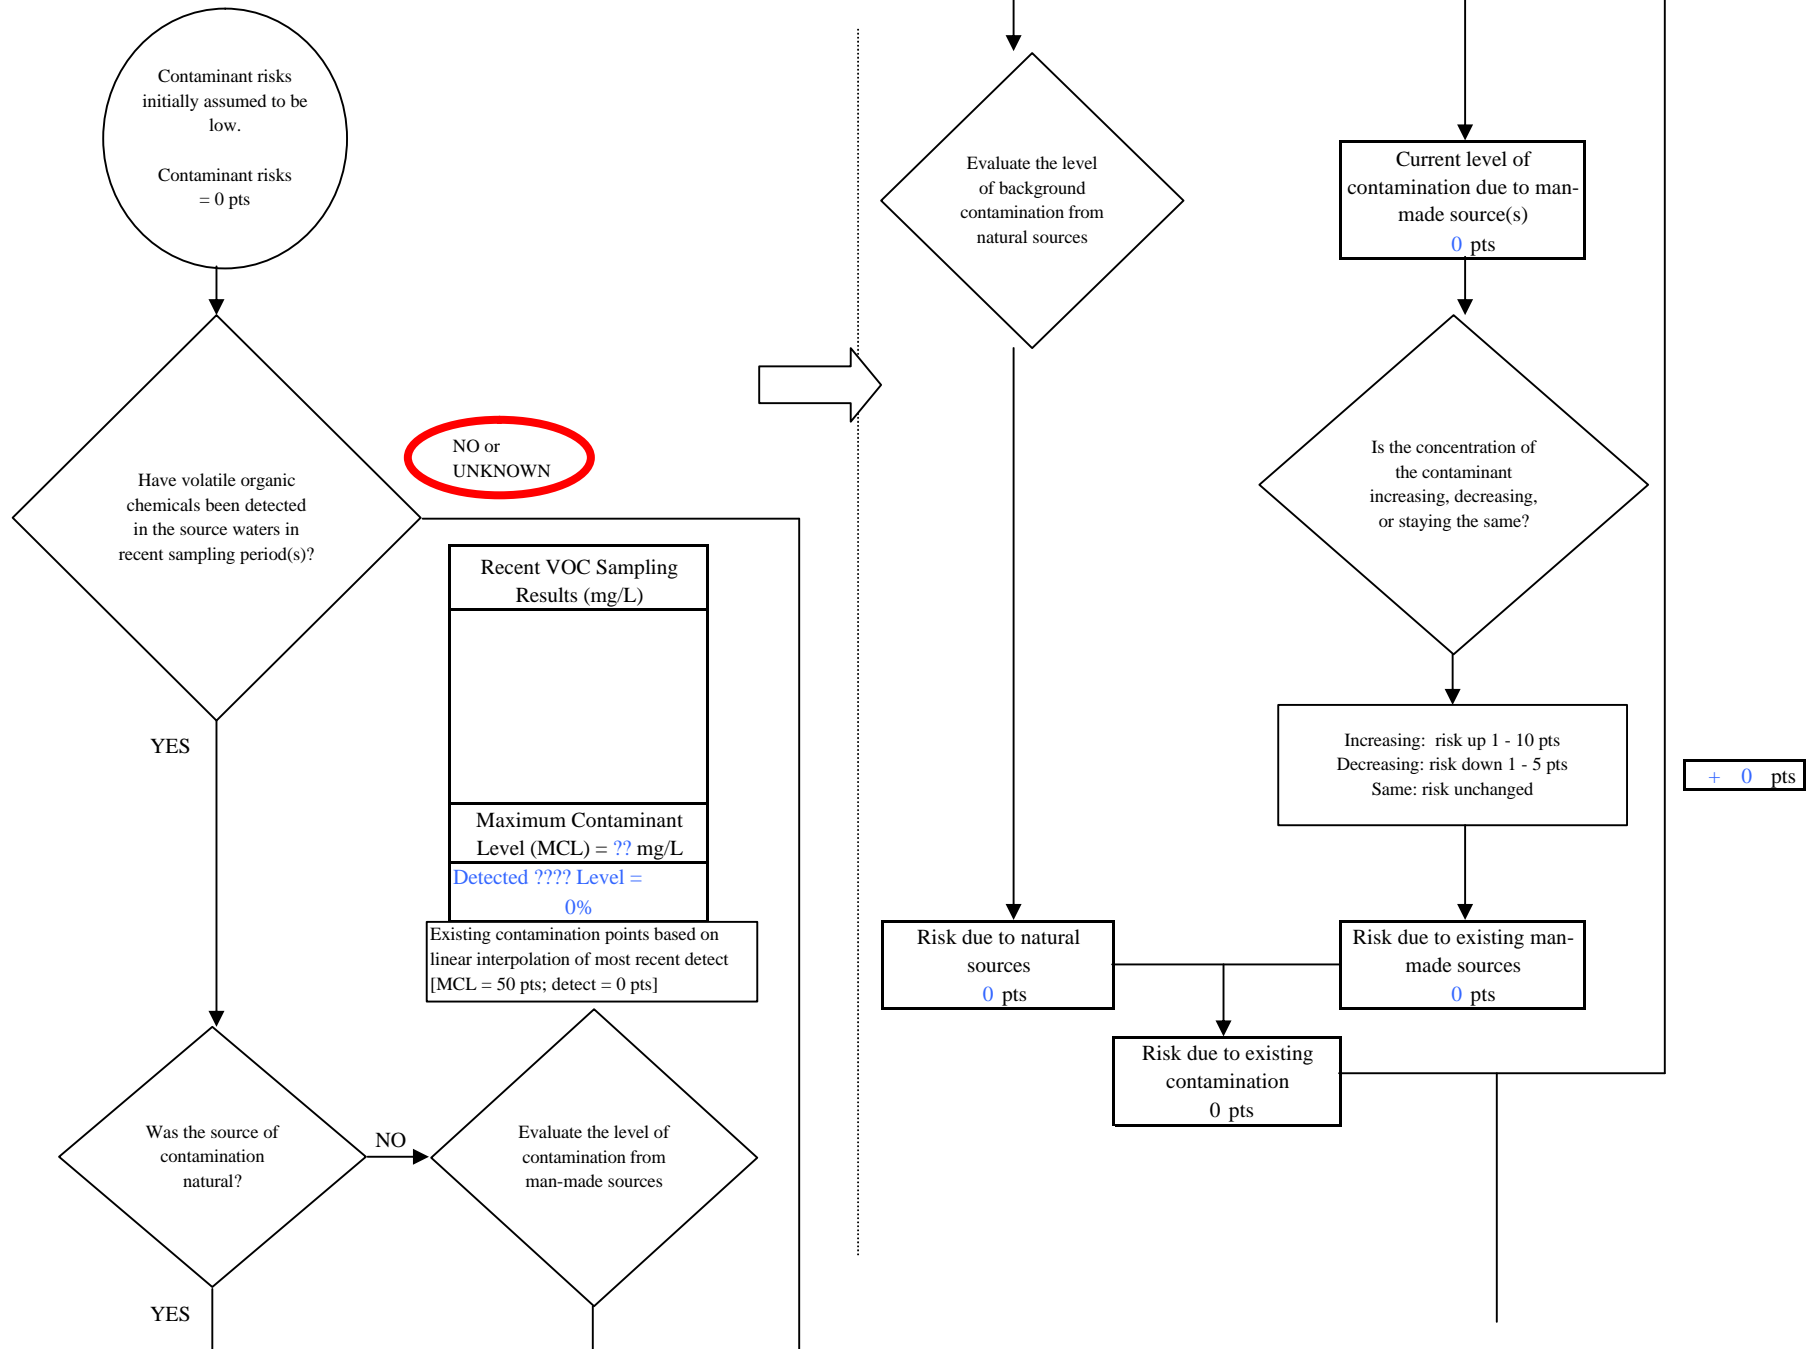 Contaminant risks
initially assumed to be
low.
Contaminant risks
= 0 pts
Have volatile organic
chemicals been detected
in the source waters in
recent sampling period(s)?
NO or
UNKNOWN
YES
Recent VOC Sampling
Results (mg/L)
Maximum Contaminant
Level (MCL) = ?? mg/L
Detected ???? Level =
0%
Existing contamination points based on
linear interpolation of most recent detect
[MCL = 50 pts; detect = 0 pts]
Was the source of
contamination
natural?
NO
Evaluate the level of
contamination from
man-made sources
YES
Evaluate the level
of background
contamination from
natural sources
Current level of
contamination due to man-
made source(s)
0 pts
Is the concentration of
the contaminant
increasing, decreasing,
or staying the same?
Increasing: risk up 1 - 10 pts
Decreasing: risk down 1 - 5 pts
Same: risk unchanged
+ 0 pts
Risk due to natural
sources
0 pts
Risk due to existing man-
made sources
0 pts
Risk due to existing
contamination
0 pts